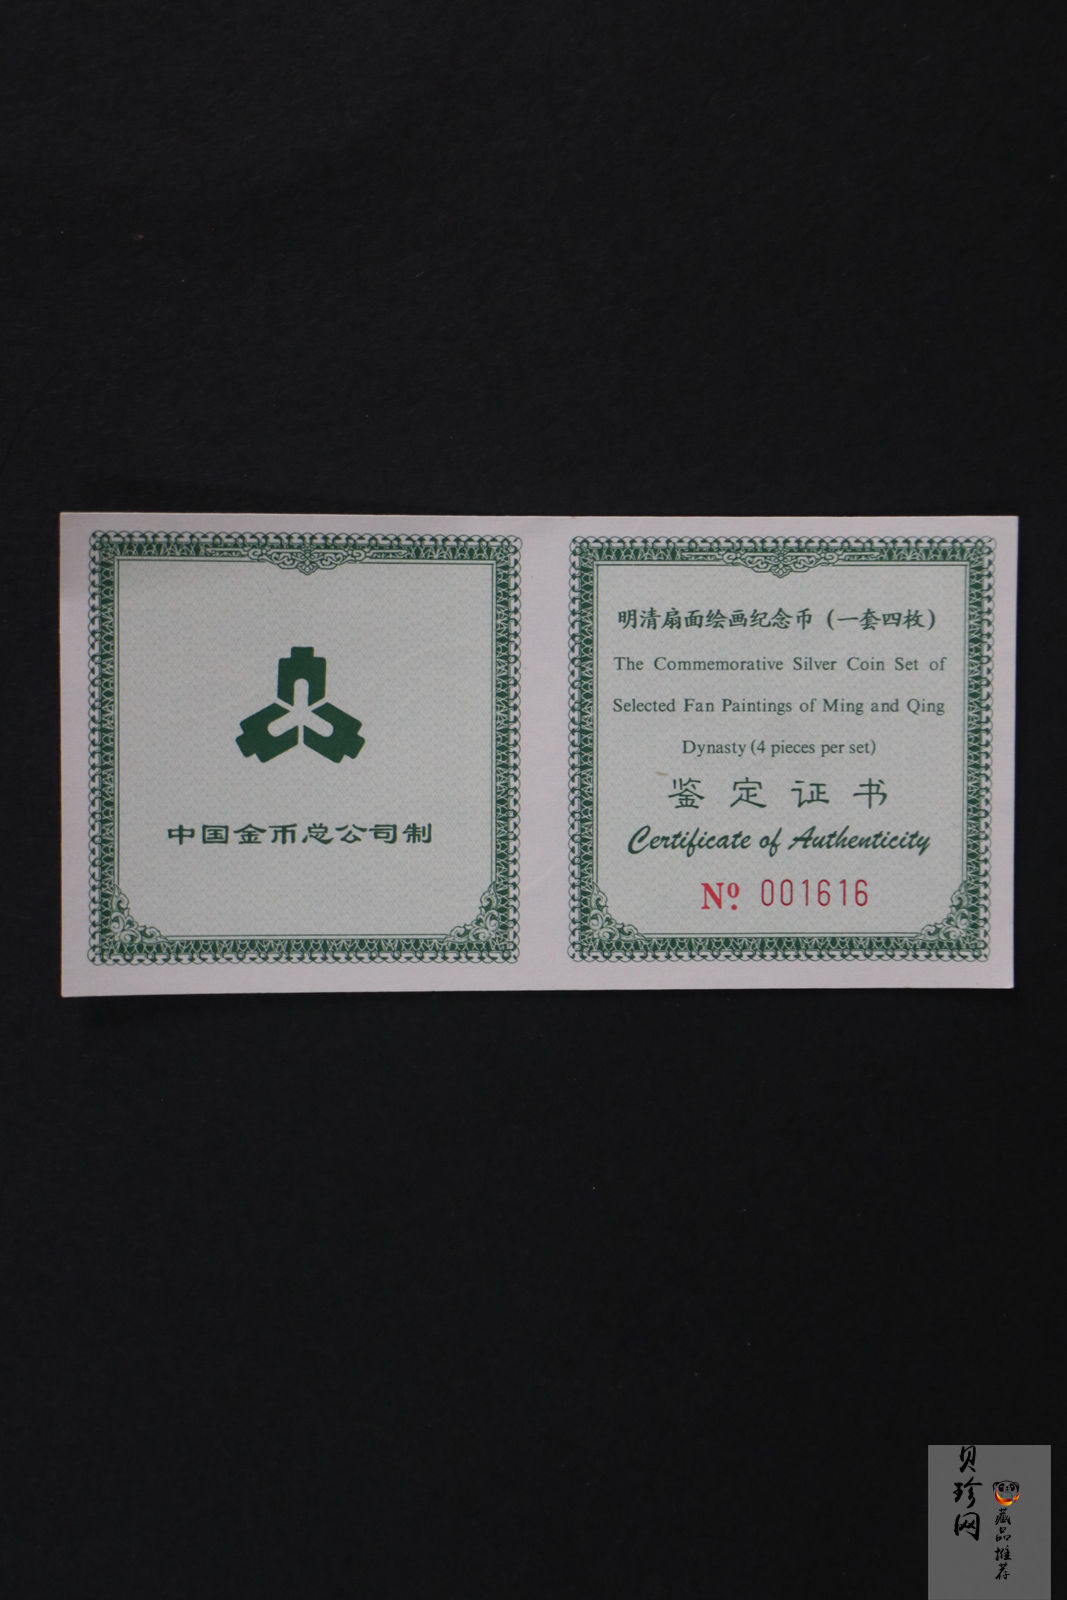 中国金币总公司制
明清扇面绘画纪念币（一套四枚）
The Commemorative Silver Coin Set of
Selected Fan Paintings of Ming and Qing
Dynasty (4 pieces per set)
鉴定证书
Certificate of Authenticity
Nº 001616
贝珍网
藏品推荐